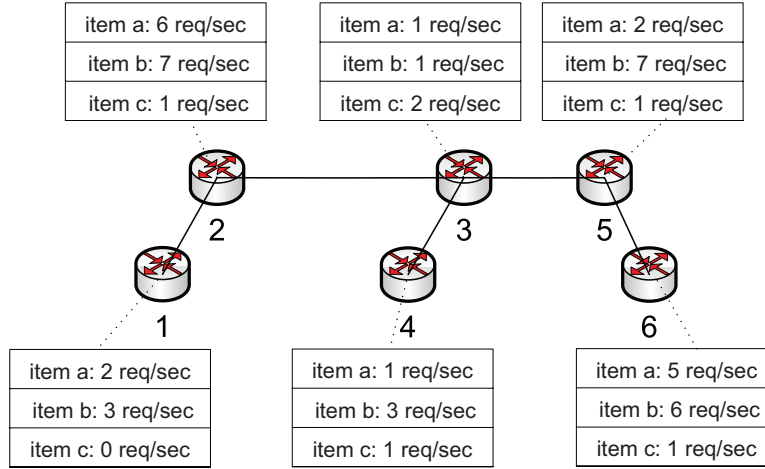 item a: 6 req/sec
item b: 7 req/sec
item c: 1 req/sec
item a: 1 req/sec
item b: 1 req/sec
item c: 2 req/sec
item a: 2 req/sec
item b: 7 req/sec
item c: 1 req/sec
2
3
5
1
4
6
item a: 2 req/sec
item b: 3 req/sec
item c: 0 req/sec
item a: 1 req/sec
item b: 3 req/sec
item c: 1 req/sec
item a: 5 req/sec
item b: 6 req/sec
item c: 1 req/sec